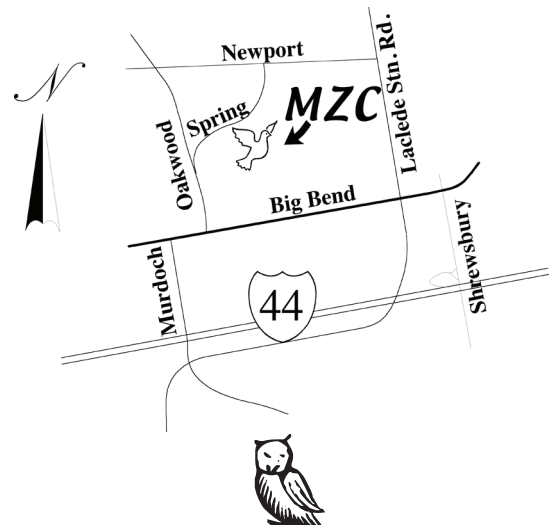 Newport
N
MZC
Spring
Laclede Stn. Rd.
Oakwood
Big Bend
Shrewsbury
Murdoch
44